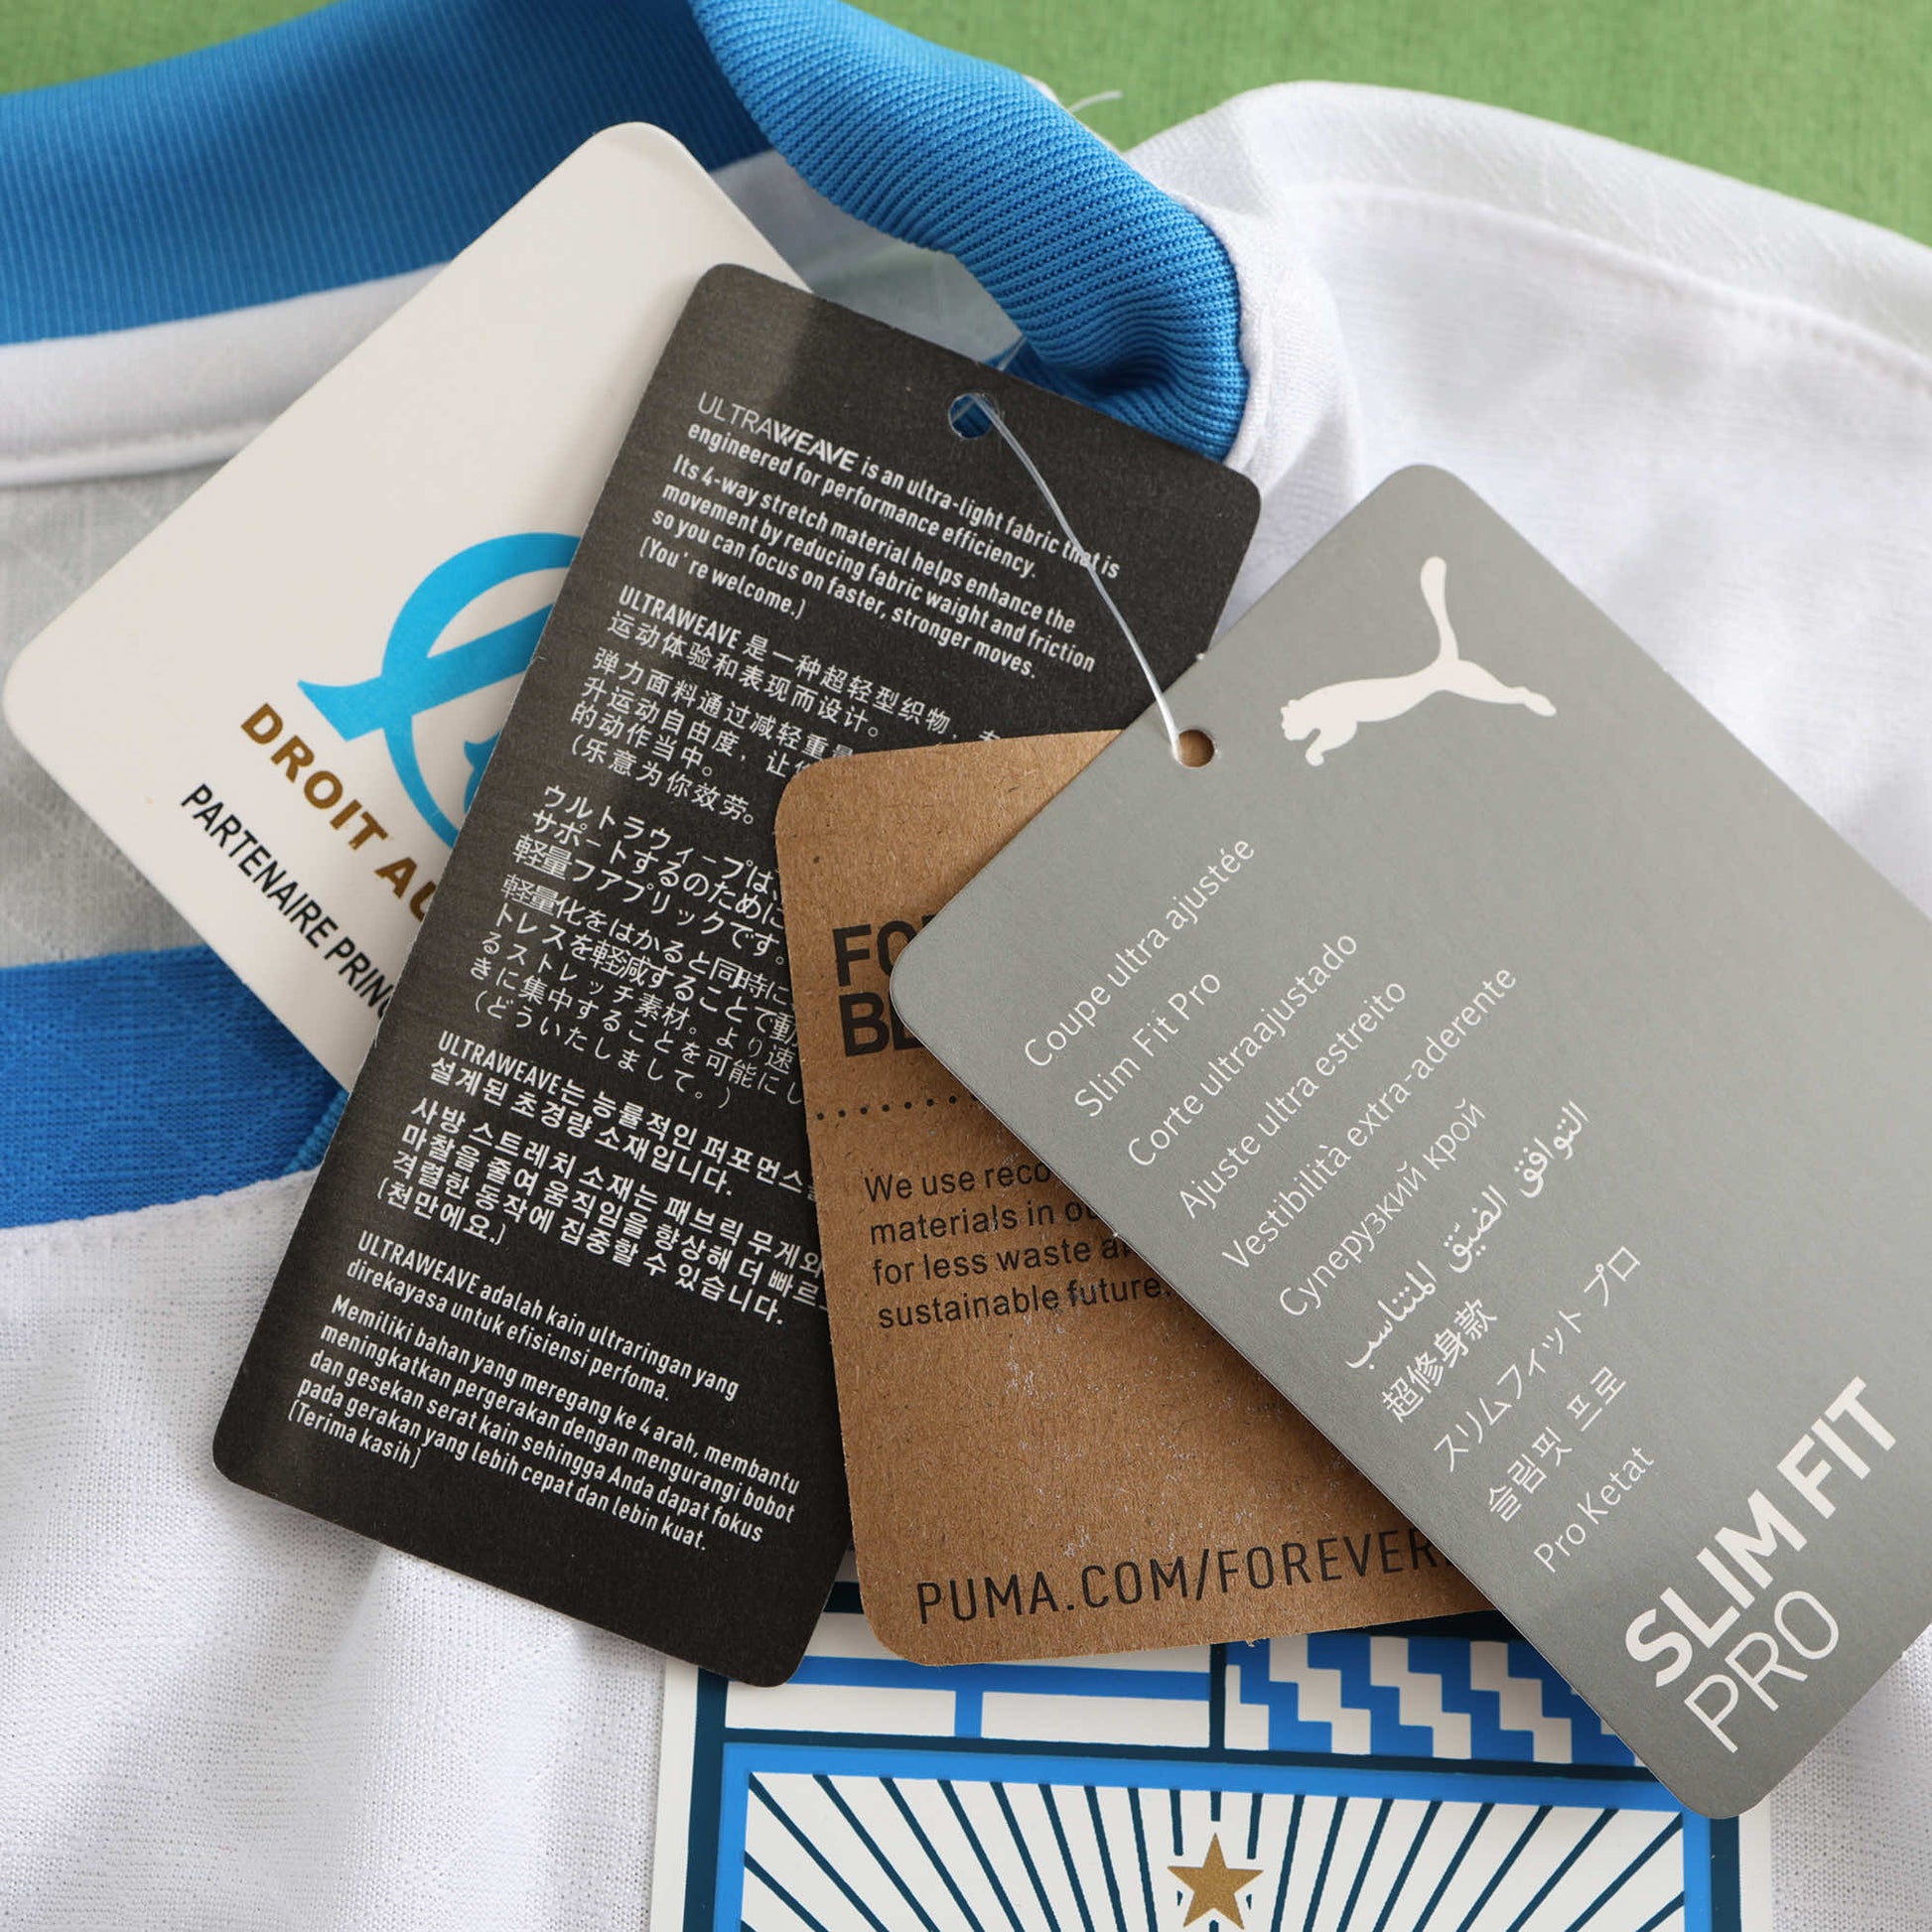 DROIT AU
PARTENAIRE PRINC
ULTRAWEAVE is an ultra-light fabric that is
engineered for performance efficiency.
Its 4-way stretch material helps enhance the
movement by reducing fabric waight and friction
so you can focus on faster, stronger moves.
(You're welcome.)
ULTRAWEAVE 是一种超轻型织物，专
运动体验和表现而设计。
弹力面料通过减轻重量
升运动自由度，让你
的动作当中。
（乐意为你效劳。
ウルトラウィープは、
サポートするのために
軽量フアプリックです。
軽量化をはかると同時に
トレスを軽減することで動
るストレッチ素材。より速
きに集中することを可能にし
（どういたしまして。）
ULTRAWEAVE는 능률적인 퍼포먼스
설계된 초경량 소재입니다.
사방 스트레치 소재는 패브릭 무게와
마찰을 줄여 움직임을 향상해 더 빠르
격렬한 동작에 집중할 수 있습니다.
(천만에요.)
ULTRAWEAVE adalah kain ultraringan yang
direkayasa untuk efisiensi perfoma.
Memiliki bahan yang meregang ke 4 arah, membantu
meningkatkan pergerakan dengan mengurangi bobot
dan gesekan serat kain sehingga Anda dapat fokus
pada gerakan yang lebih cepat dan lebin kuat.
(Terima kasih)
FO
BE
We use reco
materials in ou
for less waste a
sustainable future.
PUMA.COM/FOREVER
Coupe ultra ajustée
Slim Fit Pro
Corte ultraajustado
Ajuste ultra estreito
Vestibilità extra-aderente
Суперузкий крой
التوافق الضيّق المتناسب
超修身款
スリムフィット プロ
슬림핏 프로
Pro Ketat
SLIM FIT
PRO